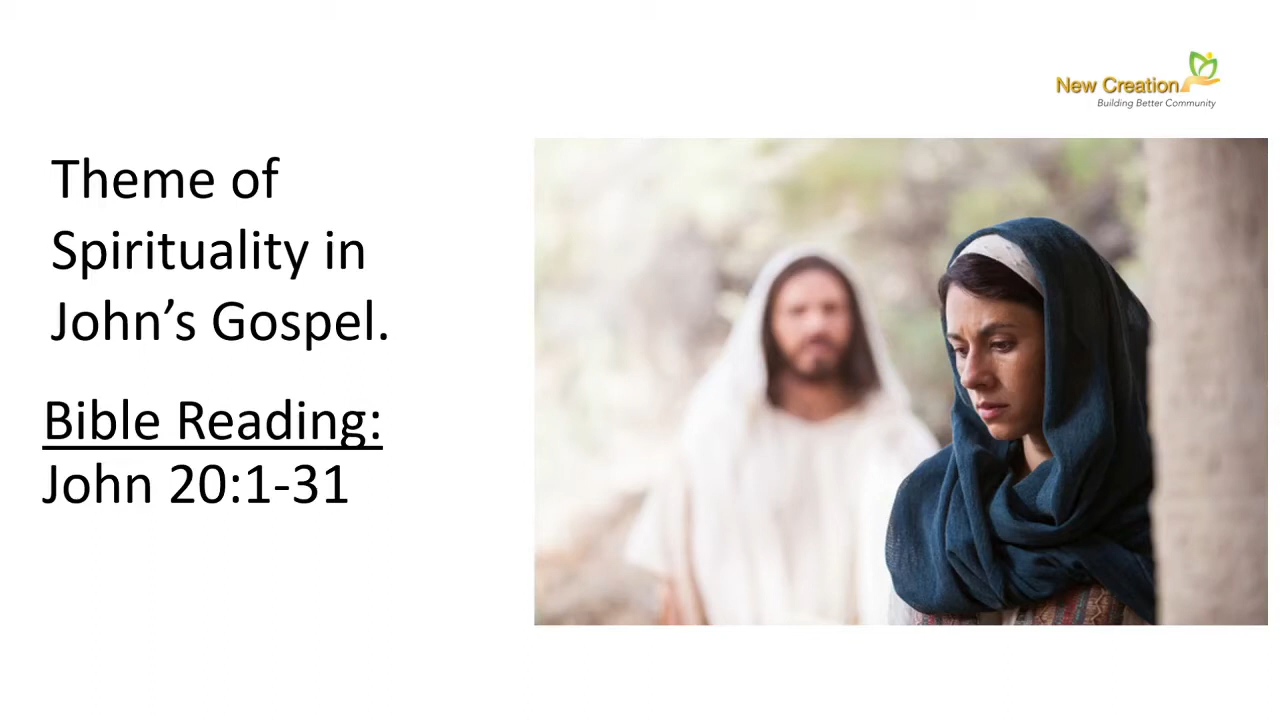 New Creation
Building Better Community
Theme of
Spirituality in
John’s Gospel.
Bible Reading:
John 20:1-31